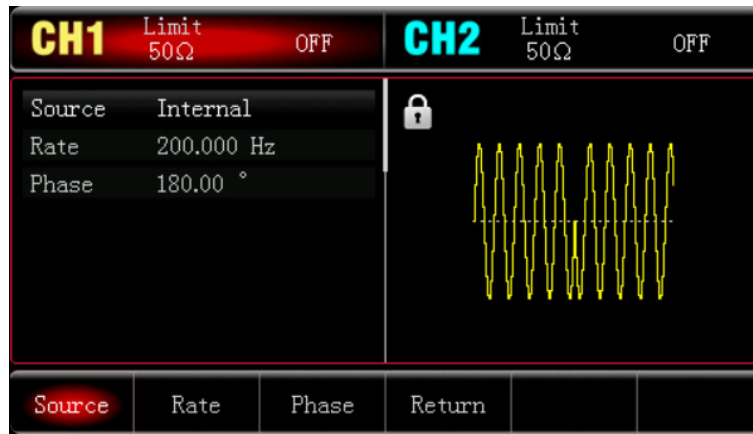 CH1 Limit 50Ω OFF CH2 Limit 50Ω OFF
Source Internal
Rate 200.000 Hz
Phase 180.00 °
Source Rate Phase Return